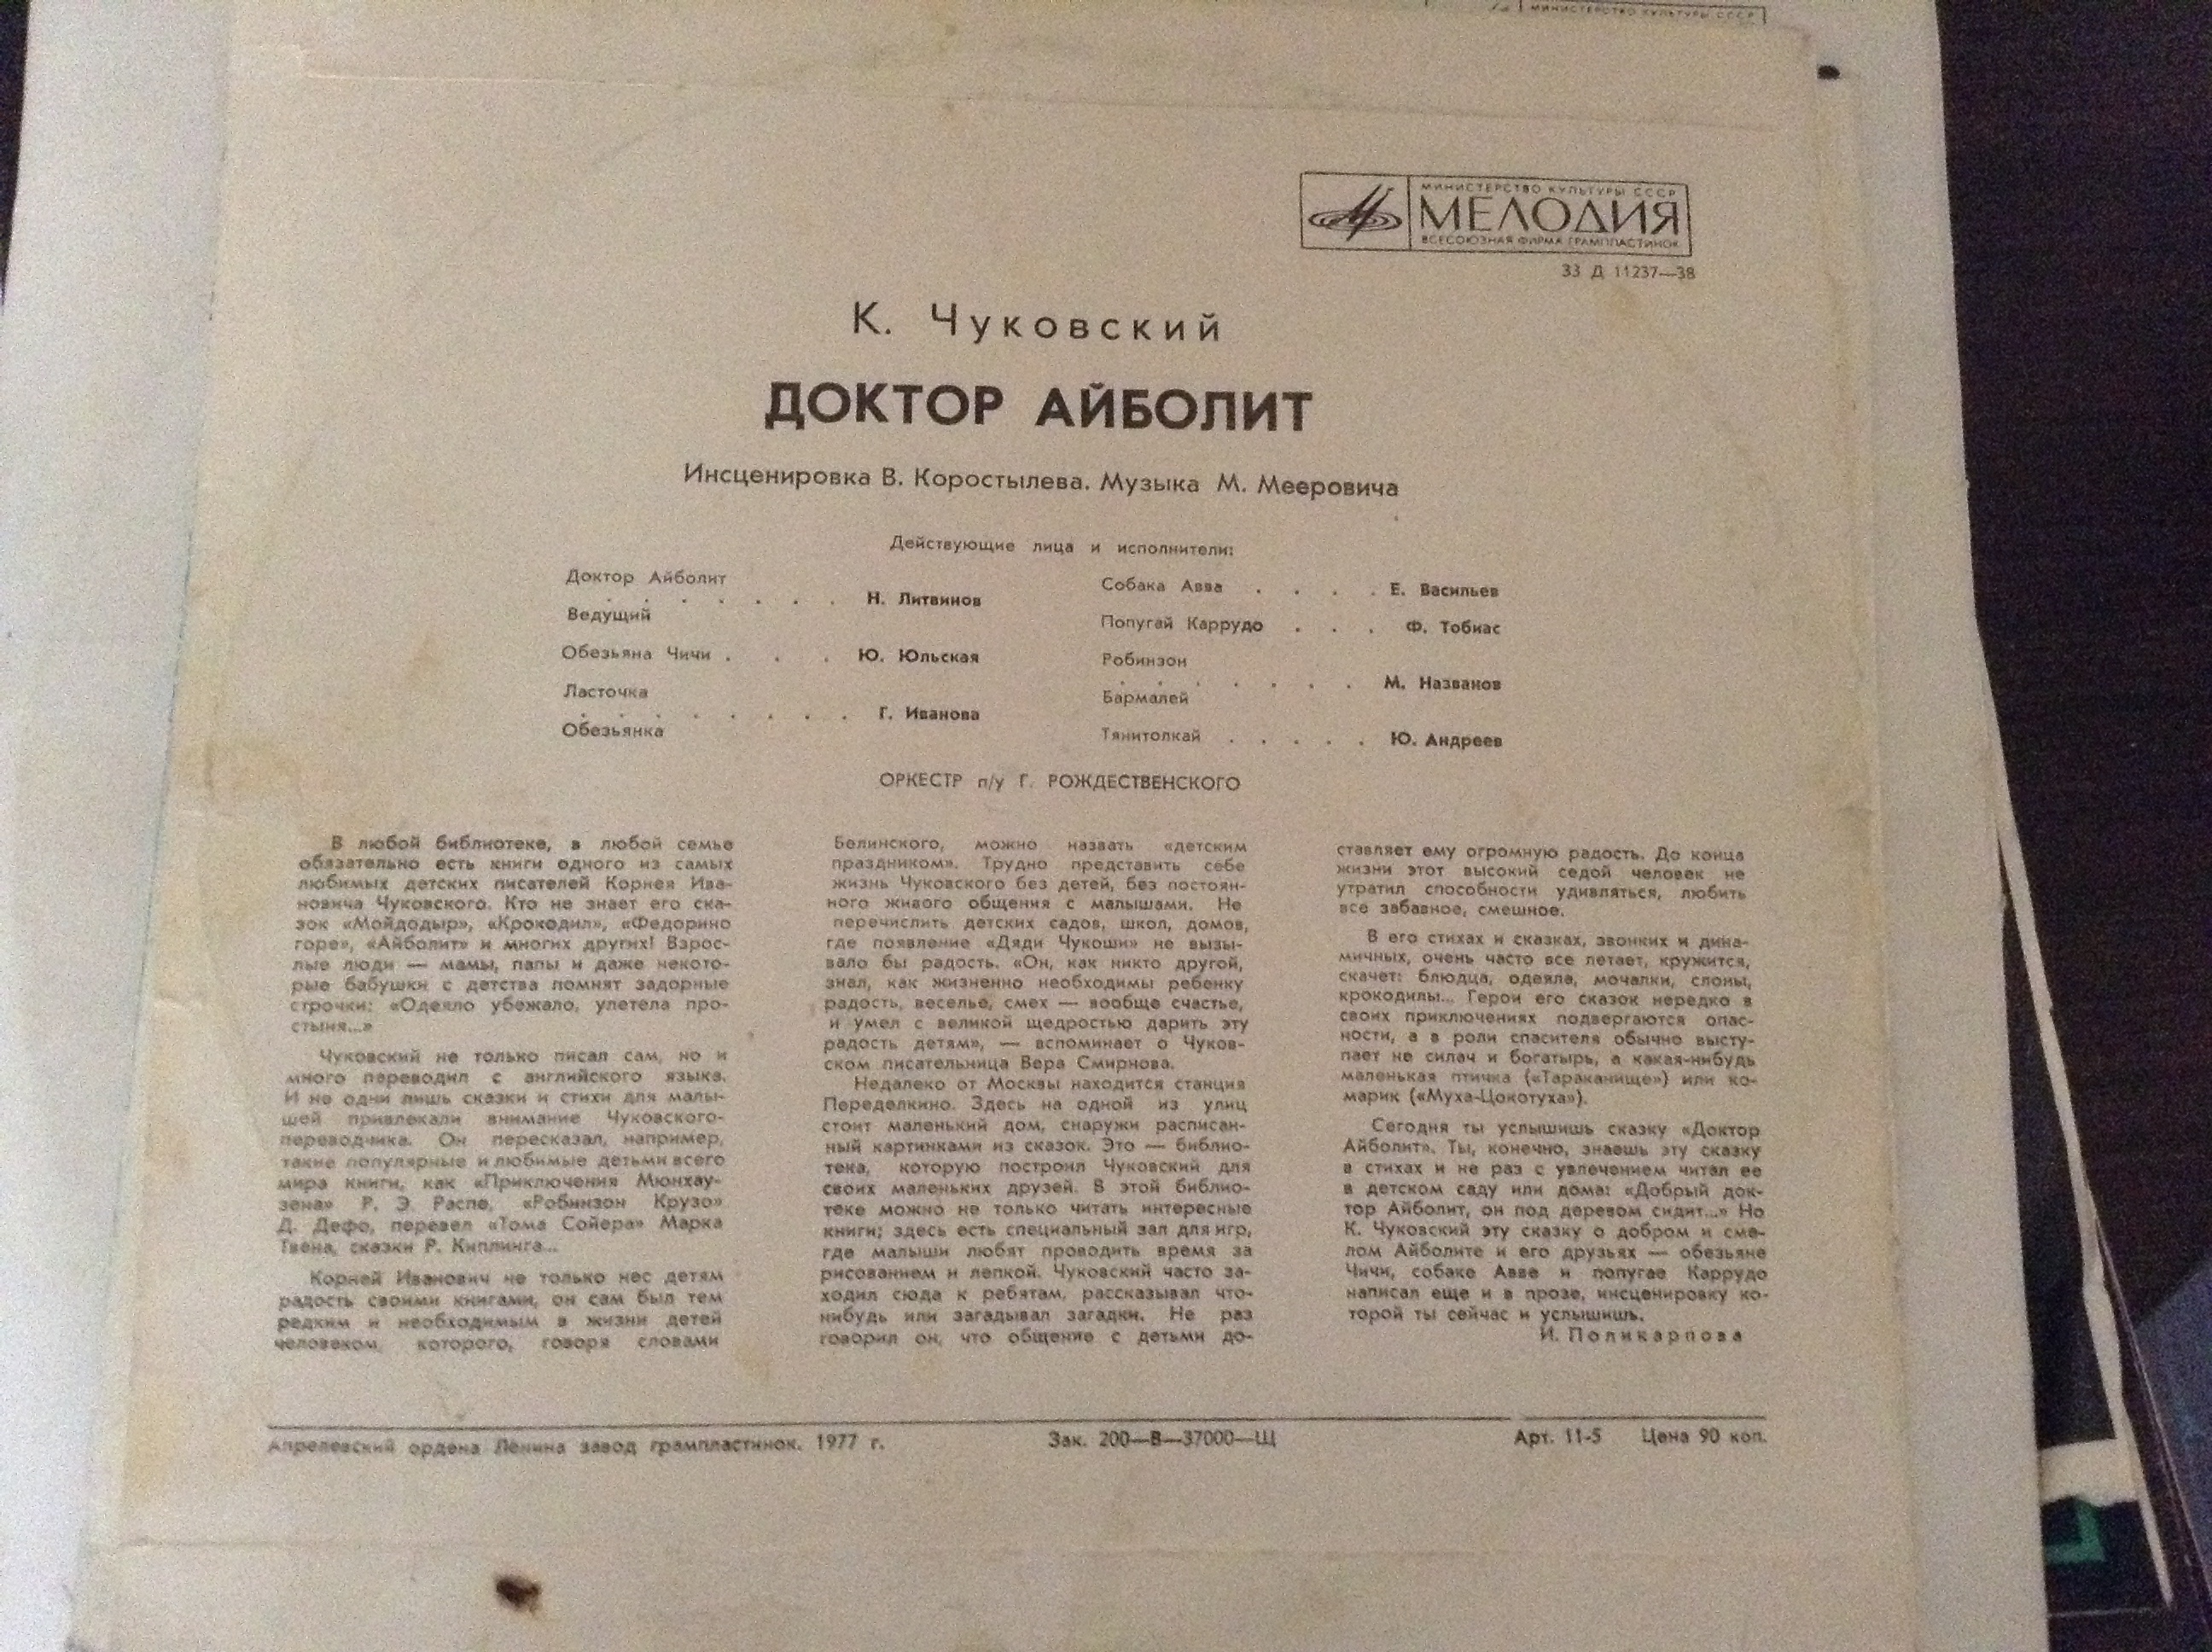 МИНИСТЕРСТВО КУЛЬТУРЫ СССР
МИНИСТЕРСТВО КУЛЬТУРЫ СССР
МЕЛОДИЯ
ВСЕСОЮЗНАЯ ФИРМА ГРАМПЛАСТИНОК
33 Д 11237—38
К. Чуковский
ДОКТОР АЙБОЛИТ
Инсценировка В. Коростылева. Музыка М. Мееровича
Действующие лица и исполнители:
Доктор Айболит
. . . . . . . Н. Литвинов
Ведущий
Обезьяна Чичи . . . Ю. Юльская
Ласточка
. . . . . . . . Г. Иванова
Обезьянка
Собака Авва . . . . Е. Васильев
Попугай Каррудо . . . Ф. Тобиас
Робинзон
. . . . . . . М. Названов
Бармалей
Тянитолкай . . . . Ю. Андреев
ОРКЕСТР п/у Г. РОЖДЕСТВЕНСКОГО
В любой библиотеке, в любой семье
обязательно есть книги одного из самых
любимых детских писателей Корнея Ива-
новича Чуковского. Кто не знает его ска-
зок «Мойдодыр», «Крокодил», «Федорино
горе», «Айболит» и многих других! Взрос-
лые люди — мамы, папы и даже некото-
рые бабушки с детства помнят задорные
строчки: «Одеяло убежало, улетела про-
стыня...»
Чуковский не только писал сам, но и
много переводил с английского языка.
И не одни лишь сказки и стихи для малы-
шей привлекали внимание Чуковского-
переводчика. Он пересказал, например,
такие популярные и любимые детьми всего
мира книги, как «Приключения Мюнхау-
зена» Р. Э. Распе, «Робинзон Крузо»
Д. Дефо, перевел «Тома Сойера» Марка
Твена, сказки Р. Киплинга...
Корней Иванович не только нес детям
радость своими книгами, он сам был тем
редким и необходимым в жизни детей
человеком, которого, говоря словами
Белинского, можно назвать «детским
праздником». Трудно представить себе
жизнь Чуковского без детей, без постоян-
ного живого общения с малышами. Не
перечислить детских садов, школ, домов,
где появление «Дяди Чукоши» не вызы-
вало бы радость. «Он, как никто другой,
знал, как жизненно необходимы ребенку
радость, веселье, смех — вообще счастье,
и умел с великой щедростью дарить эту
радость детям», — вспоминает о Чуков-
ском писательница Вера Смирнова.
Недалеко от Москвы находится станция
Переделкино. Здесь на одной из улиц
стоит маленький дом, снаружи расписан-
ный картинками из сказок. Это — библио-
тека, которую построил Чуковский для
своих маленьких друзей. В этой библио-
теке можно не только читать интересные
книги; здесь есть специальный зал для игр,
где малыши любят проводить время за
рисованием и лепкой. Чуковский часто за-
ходил сюда к ребятам, рассказывал что-
нибудь или загадывал загадки. Не раз
говорил он, что общение с детьми до-
ставляет ему огромную радость. До конца
жизни этот высокий седой человек не
утратил способности удивляться, любить
все забавное, смешное.
В его стихах и сказках, звонких и дина-
мичных, очень часто все летает, кружится,
скачет: блюдца, одеяла, мочалки, слоны,
крокодилы... Герои его сказок нередко в
своих приключениях подвергаются опас-
ности, а в роли спасителя обычно высту-
пает не силач и богатырь, а какая-нибудь
маленькая птичка («Тараканище») или ко-
марик («Муха-Цокотуха»).
Сегодня ты услышишь сказку «Доктор
Айболит». Ты, конечно, знаешь эту сказку
в стихах и не раз с увлечением читал ее
в детском саду или дома: «Добрый док-
тор Айболит, он под деревом сидит...» Но
К. Чуковский эту сказку о добром и сме-
лом Айболите и его друзьях — обезьяне
Чичи, собаке Авве и попугае Каррудо
написал еще и в прозе, инсценировку ко-
торой ты сейчас и услышишь.
И. Поликарпова
Апрелевский ордена Ленина завод грампластинок. 1977 г. Зак. 200—В—37000—Щ Арт. 11-5 Цена 90 коп.